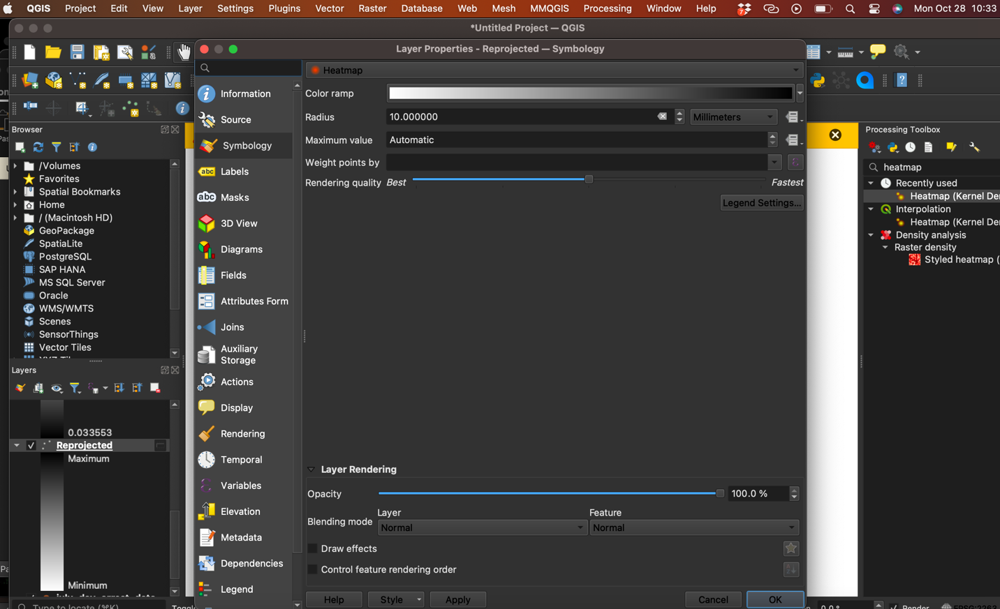 QGIS Project Edit View Layer Settings Plugins Vector Raster Database Web Mesh MMQGIS Processing Window Help Mon Oct 28 10:33
*Untitled Project — QGIS
Layer Properties - Reprojected — Symbology
Heatmap
Information
Source
Symbology
Labels
Masks
3D View
Diagrams
Fields
Attributes Form
Joins
Auxiliary
Storage
Actions
Display
Rendering
Temporal
Variables
Elevation
Metadata
Dependencies
Legend
Color ramp
Radius 10.000000 Millimeters
Maximum value Automatic
Weight points by
Rendering quality Best Fastest
Legend Settings...
Layer Rendering
Opacity 100.0 %
Layer Feature
Blending mode Normal Normal
Draw effects
Control feature rendering order
Help Style Apply Cancel OK
Browser
/Volumes
Favorites
Spatial Bookmarks
Home
/ (Macintosh HD)
GeoPackage
SpatiaLite
PostgreSQL
SAP HANA
MS SQL Server
Oracle
WMS/WMTS
Scenes
SensorThings
Vector Tiles
Layers
0.033553
Reprojected
Maximum
Minimum
Type to locate (⌘K)
Processing Toolbox
heatmap
Recently used
Heatmap (Kernel De
Interpolation
Heatmap (Kernel De
Density analysis
Raster density
Styled heatmap (
0.0° Render